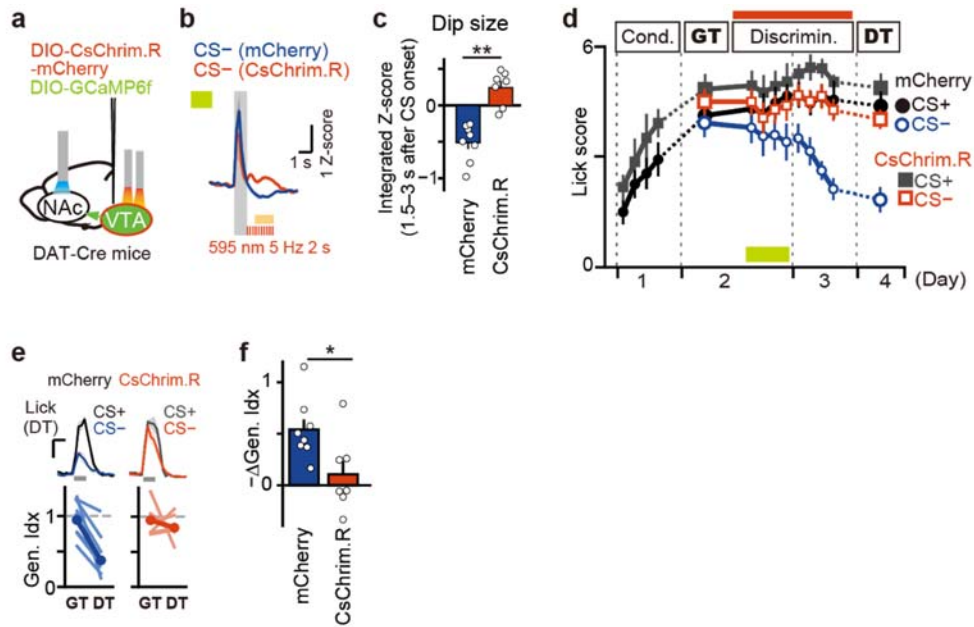 a
DIO-CsChrim.R
-mCherry
DIO-GCaMP6f
NAc
VTA
DAT-Cre mice
b
CS− (mCherry)
CS− (CsChrim.R)
1 s
1 Z-score
595 nm 5 Hz 2 s
c
Dip size
**
Integrated Z-score
(1.5–3 s after CS onset)
0
−1
mCherry
CsChrim.R
d
Cond.
GT
Discrimin.
DT
Lick score
6
0
mCherry
CS+
CS−
CsChrim.R
CS+
CS−
1
2
3
4
(Day)
e
mCherry
CsChrim.R
Lick
(DT)
CS+
CS−
CS+
CS−
Gen. Idx
1
0
GT DT
GT DT
f
*
−ΔGen. Idx
1
0
mCherry
CsChrim.R